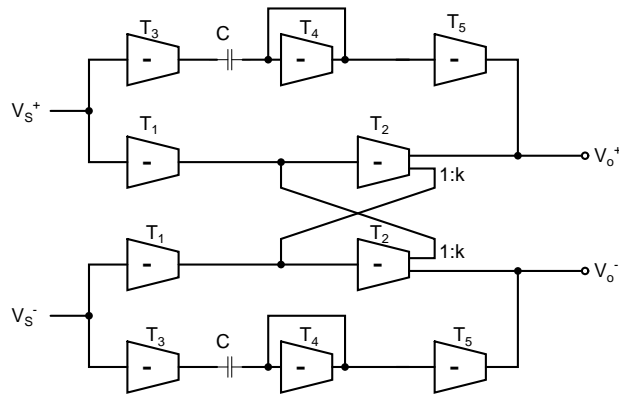 T3 C T4 T5
-
-
-
VS+
T1 T2
-
-
Vo+
1:k
T1 T2
1:k
-
-
Vo-
VS-
T3 C T4 T5
-
-
-